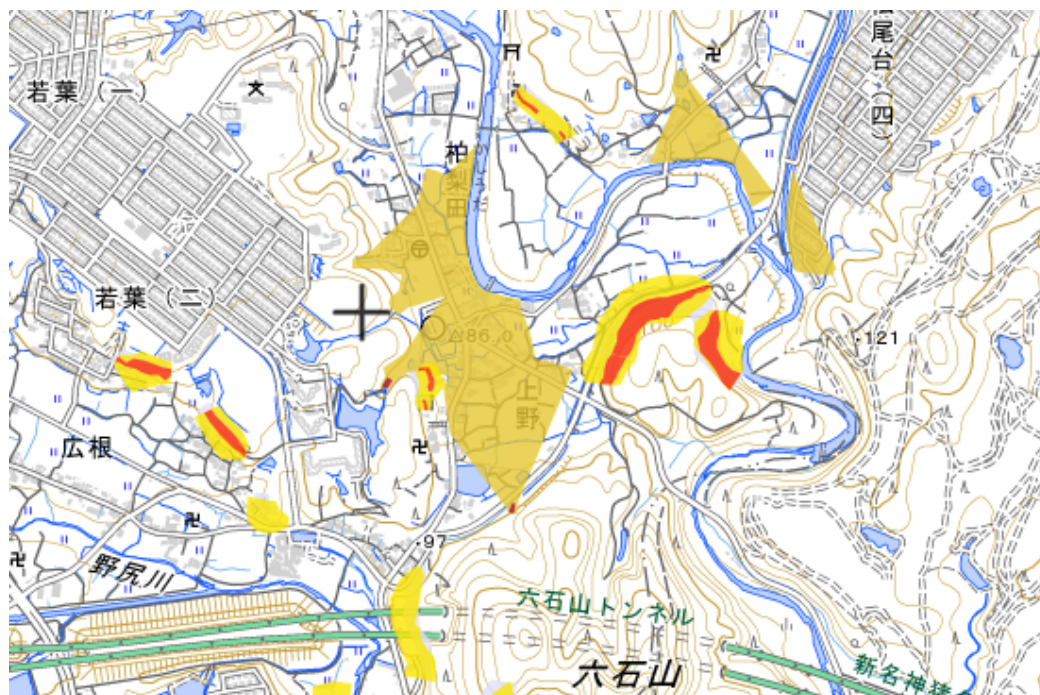 若葉（一）
尾台（四）
柏梨田
若葉（二）
86.0
上野
121
広根
97
野尻川
六石山トンネル
六石山
新名神